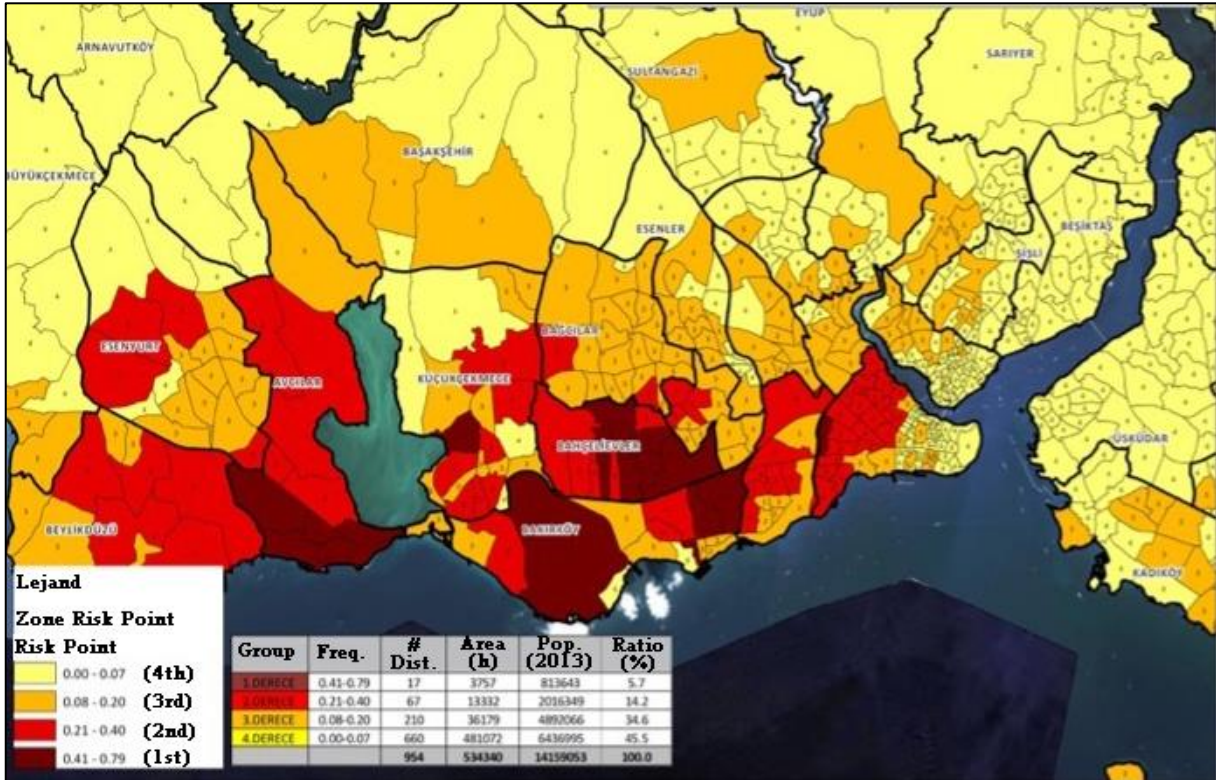 EYÜP
ARNAVUTKÖY
SARIYER
SULTANGAZİ
BAŞAKŞEHİR
BÜYÜKÇEKMECE
ESENLER
BEŞİKTAŞ
ŞİŞLİ
BAĞCILAR
ESENYURT
KÜÇÜKÇEKMECE
AVCILAR
ÜSKÜDAR
BAHÇELİEVLER
BEYLİKDÜZÜ
BAKIRKÖY
KADIKÖY
Lejand
Zone Risk Point
Risk Point
0.00 - 0.07 (4th)
0.08 - 0.20 (3rd)
0.21 - 0.40 (2nd)
0.41 - 0.79 (1st)
Group Freq. # Dist. Area (h) Pop. (2013) Ratio (%)
1.DERECE 0.41-0.79 17 3757 813643 5.7
2.DERECE 0.21-0.40 67 13332 2016349 14.2
3.DERECE 0.08-0.20 210 36179 4892066 34.6
4.DERECE 0.00-0.07 660 481072 6436995 45.5
954 534340 14159053 100.0